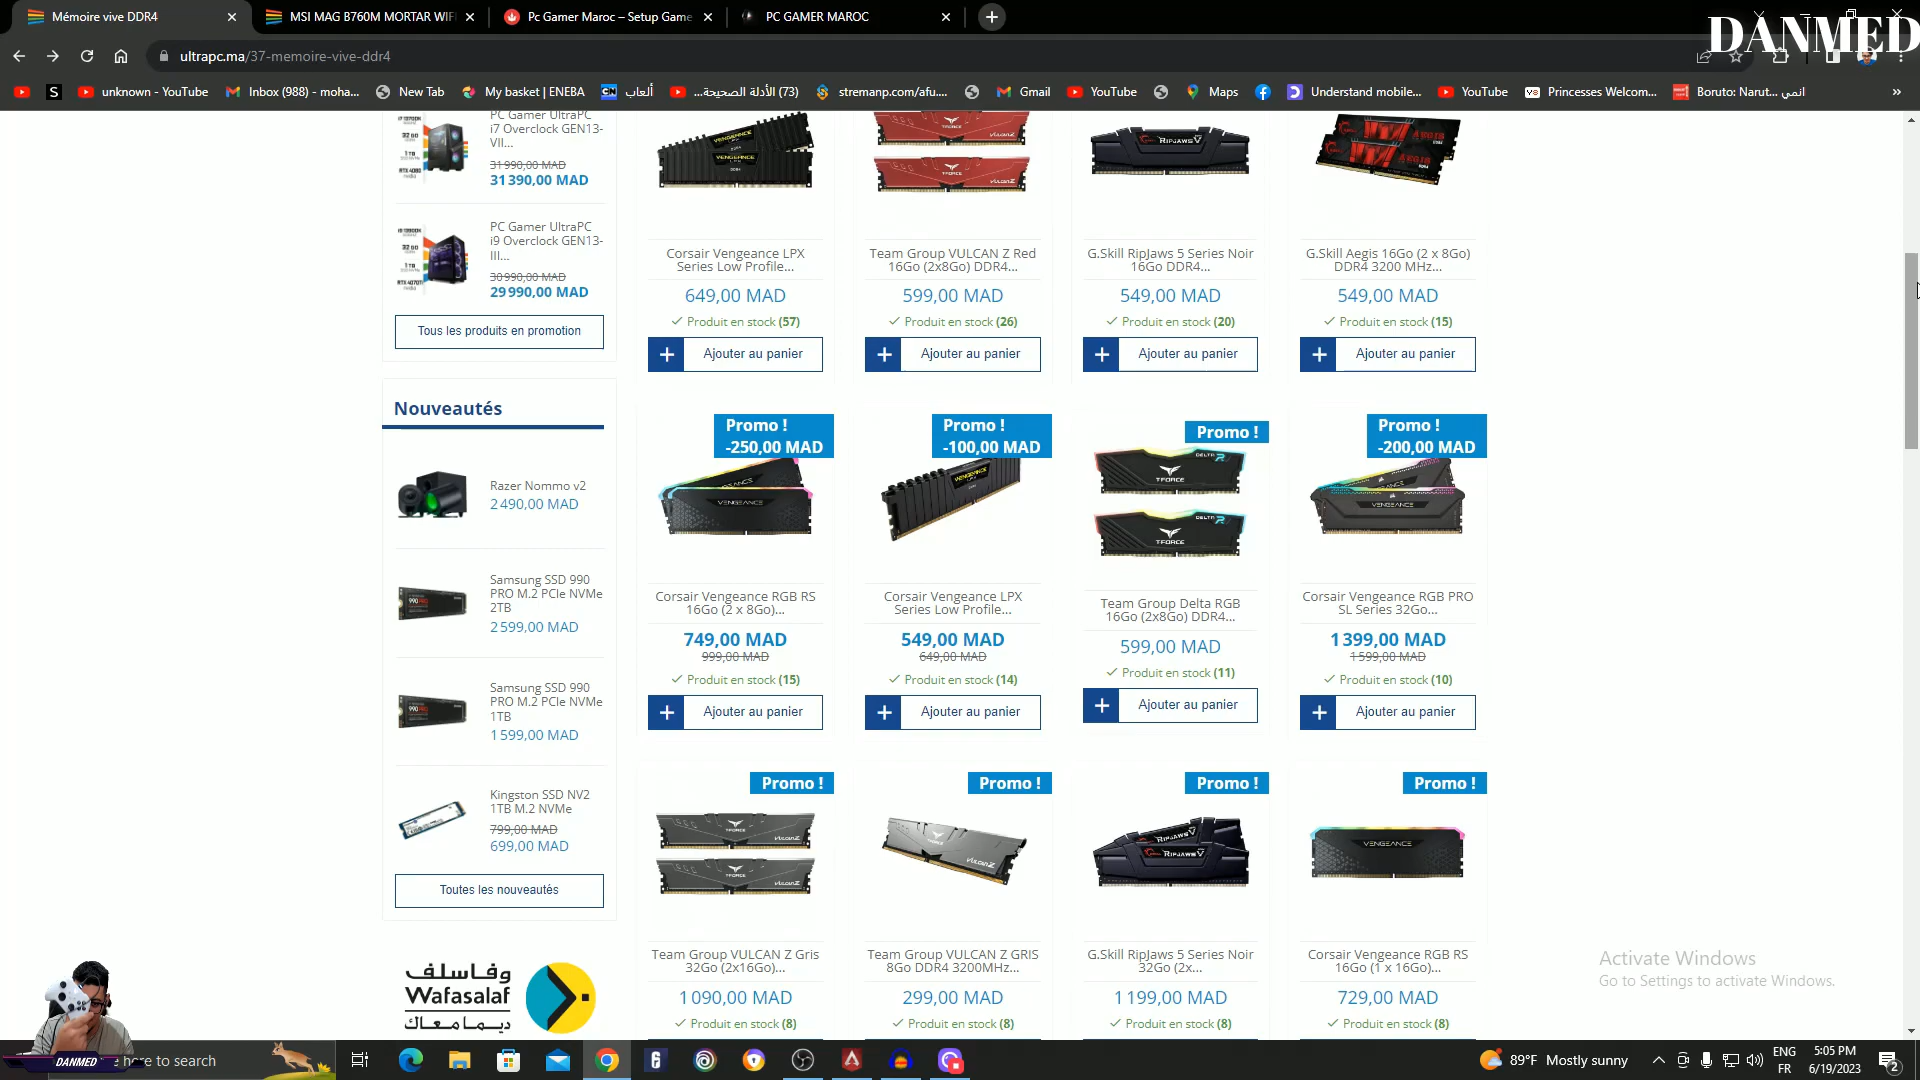 Mémoire vive DDR4
MSI MAG B760M MORTAR WIFI
Pc Gamer Maroc – Setup Game
PC GAMER MAROC
DANMED
ultrapc.ma/37-memoire-vive-ddr4
unknown - YouTube
Inbox (988) - moha...
New Tab
My basket | ENEBA
ألعاب
(73) الأدلة الصحيحة...
stremanp.com/afu....
Gmail
YouTube
Maps
Understand mobile...
YouTube
Princesses Welcom...
Boruto: Narut... انمي
PC Gamer UltraPC
i7 Overclock GEN13-
VII...
31 990,00 MAD
31 390,00 MAD
PC Gamer UltraPC
i9 Overclock GEN13-
III...
30 990,00 MAD
29 990,00 MAD
Tous les produits en promotion
Nouveautés
Razer Nommo v2
2 490,00 MAD
Samsung SSD 990
PRO M.2 PCIe NVMe
2TB
2 599,00 MAD
Samsung SSD 990
PRO M.2 PCIe NVMe
1TB
1 599,00 MAD
Kingston SSD NV2
1TB M.2 NVMe
799,00 MAD
699,00 MAD
Toutes les nouveautés
وفاسلف
Wafasalaf
ديما معاك
Corsair Vengeance LPX
Series Low Profile...
649,00 MAD
Produit en stock (57)
Ajouter au panier
Team Group VULCAN Z Red
16Go (2x8Go) DDR4...
599,00 MAD
Produit en stock (26)
Ajouter au panier
G.Skill RipJaws 5 Series Noir
16Go DDR4...
549,00 MAD
Produit en stock (20)
Ajouter au panier
G.Skill Aegis 16Go (2 x 8Go)
DDR4 3200 MHz...
549,00 MAD
Produit en stock (15)
Ajouter au panier
Promo !
-250,00 MAD
Corsair Vengeance RGB RS
16Go (2 x 8Go)...
749,00 MAD
999,00 MAD
Produit en stock (15)
Ajouter au panier
Promo !
-100,00 MAD
Corsair Vengeance LPX
Series Low Profile...
549,00 MAD
649,00 MAD
Produit en stock (14)
Ajouter au panier
Promo !
Team Group Delta RGB
16Go (2x8Go) DDR4...
599,00 MAD
Produit en stock (11)
Ajouter au panier
Promo !
-200,00 MAD
Corsair Vengeance RGB PRO
SL Series 32Go...
1 399,00 MAD
1 599,00 MAD
Produit en stock (10)
Ajouter au panier
Promo !
Team Group VULCAN Z Gris
32Go (2x16Go)...
1 090,00 MAD
Produit en stock (8)
Promo !
Team Group VULCAN Z GRIS
8Go DDR4 3200MHz...
299,00 MAD
Produit en stock (8)
Promo !
G.Skill RipJaws 5 Series Noir
32Go (2x...
1 199,00 MAD
Produit en stock (8)
Promo !
Corsair Vengeance RGB RS
16Go (1 x 16Go)...
729,00 MAD
Produit en stock (8)
Activate Windows
Go to Settings to activate Windows.
DANMED
here to search
89°F Mostly sunny
ENG
FR
5:05 PM
6/19/2023
2